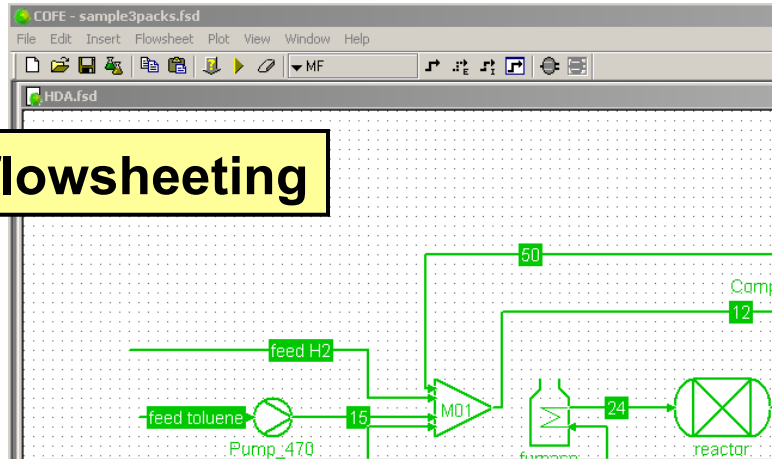 COFE - sample3packs.fsd
File Edit Insert Flowsheet Plot View Window Help
MF
HDA.fsd
lowsheeting
50
Comp
12
feed H2
feed toluene
15
M01
24
Pump_470
furnace
reactor